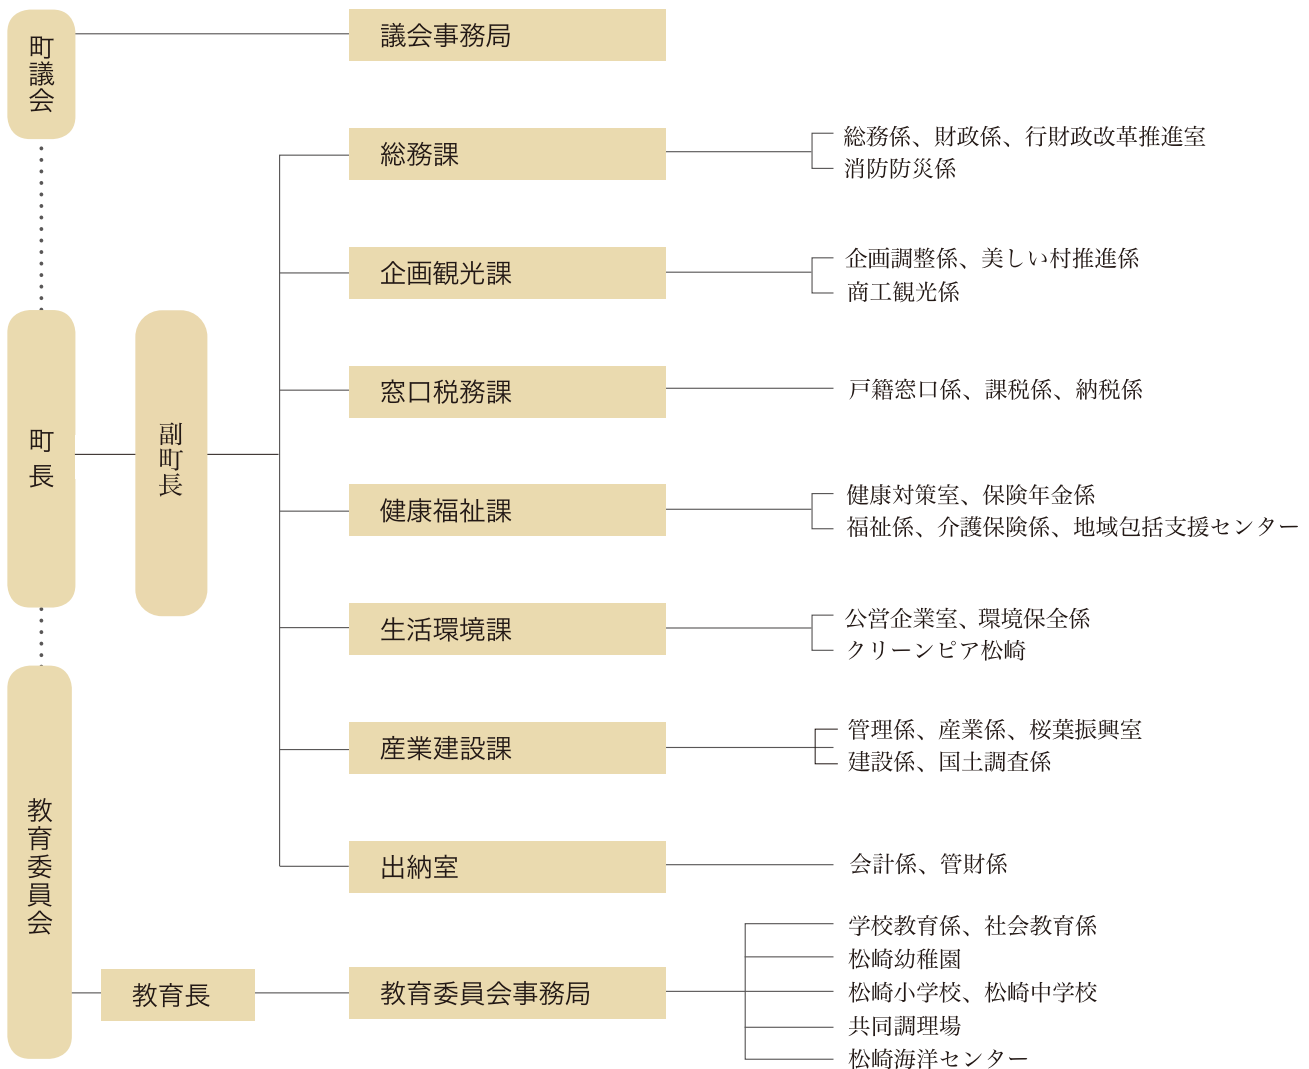 町議会
議会事務局
町長
副町長
総務課
総務係、財政係、行財政改革推進室
消防防災係
企画観光課
企画調整係、美しい村推進係
商工観光係
窓口税務課
戸籍窓口係、課税係、納税係
健康福祉課
健康対策室、保険年金係
福祉係、介護保険係、地域包括支援センター
生活環境課
公営企業室、環境保全係
クリーンピア松崎
産業建設課
管理係、産業係、桜葉振興室
建設係、国土調査係
出納室
会計係、管財係
教育委員会
教育長
教育委員会事務局
学校教育係、社会教育係
松崎幼稚園
松崎小学校、松崎中学校
共同調理場
松崎海洋センター